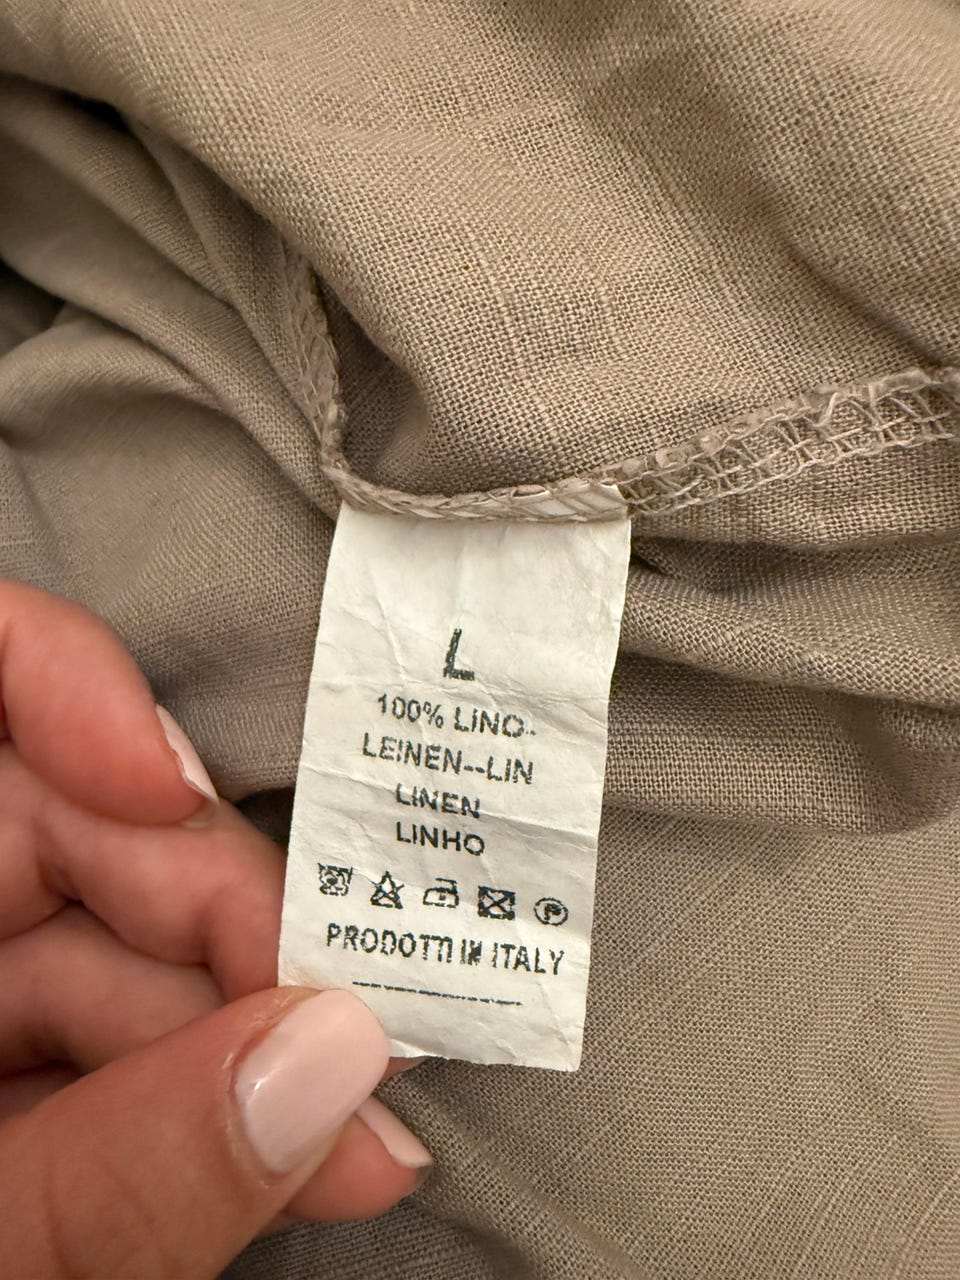 L
100% LINO--
LEINEN--LIN
LINEN
LINHO
PRODOTTI IN ITALY